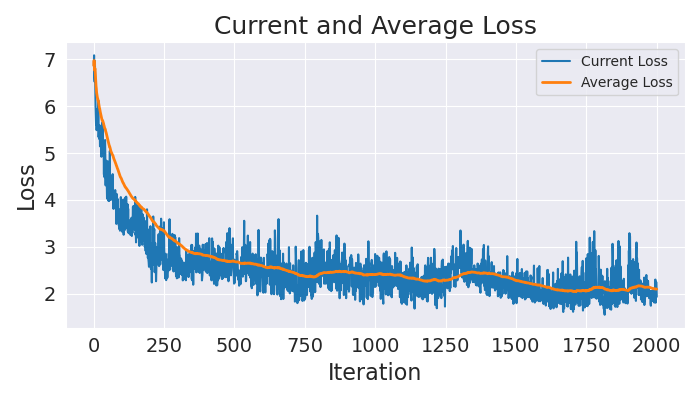 Current and Average Loss
7
6
5
4
3
2
Loss
Current Loss
Average Loss
0 250 500 750 1000 1250 1500 1750 2000
Iteration